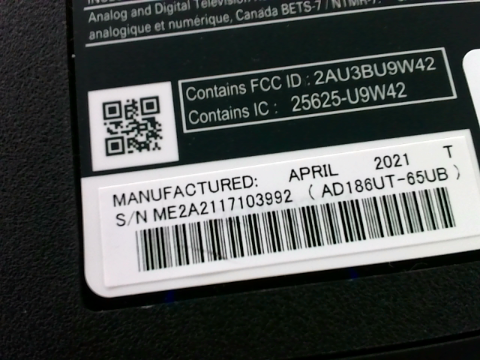 Analog and Digital Television
analogique et numérique, Canada BETS-7 / NTMR-7
Contains FCC ID : 2AU3BU9W42
Contains IC : 25625-U9W42
MANUFACTURED: APRIL 2021 T
S/N ME2A2117103992 ( AD186UT-65UB )